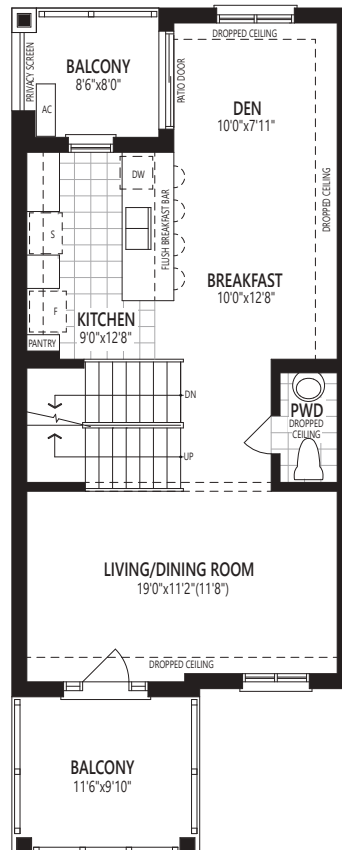 DROPPED CEILING
PRIVACY SCREEN
BALCONY
8'6"x8'0"
AC
PATIO DOOR
DEN
10'0"x7'11"
DROPPED CEILING
DW
FLUSH BREAKFAST BAR
S
BREAKFAST
10'0"x12'8"
F
KITCHEN
9'0"x12'8"
PANTRY
DN
PWD
DROPPED
CEILING
UP
LIVING/DINING ROOM
19'0"x11'2"(11'8")
DROPPED CEILING
BALCONY
11'6"x9'10"